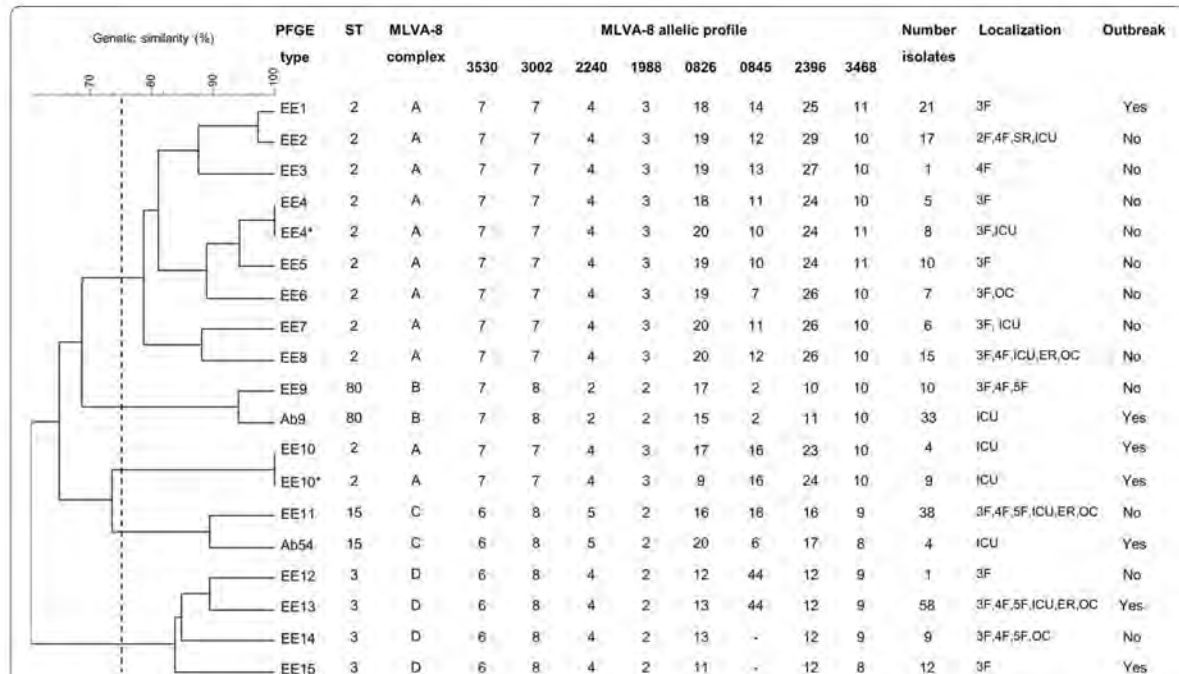 Genetic similarity (%) PFGE type ST MLVA-8 complex MLVA-8 allelic profile Number isolates Localization Outbreak
70 80 90 100 3530 3002 2240 1988 0826 0845 2396 3468
EE1 2 A 7 7 4 3 18 14 25 11 21 3F Yes
EE2 2 A 7 7 4 3 19 12 29 10 17 2F,4F,SR,ICU No
EE3 2 A 7 7 4 3 19 13 27 10 1 4F No
EE4 2 A 7 7 4 3 18 11 24 10 5 3F No
EE4* 2 A 7 7 4 3 20 10 24 11 8 3F,ICU No
EE5 2 A 7 7 4 3 19 10 24 11 10 3F No
EE6 2 A 7 7 4 3 19 7 26 10 7 3F,OC No
EE7 2 A 7 7 4 3 20 11 26 10 6 3F, ICU No
EE8 2 A 7 7 4 3 20 12 26 10 15 3F,4F,ICU,ER,OC No
EE9 80 B 7 8 2 2 17 2 10 10 10 3F,4F,5F No
Ab9 80 B 7 8 2 2 15 2 11 10 33 ICU Yes
EE10 2 A 7 7 4 3 17 16 23 10 4 ICU Yes
EE10* 2 A 7 7 4 3 9 16 24 10 9 ICU Yes
EE11 15 C 6 8 5 2 16 16 16 9 38 3F,4F,5F,ICU,ER,OC No
Ab54 15 C 6 8 5 2 20 6 17 8 4 ICU Yes
EE12 3 D 6 8 4 2 12 44 12 9 1 3F No
EE13 3 D 6 8 4 2 13 44 12 9 58 3F,4F,5F,ICU,ER,OC Yes
EE14 3 D 6 8 4 2 13 - 12 9 9 3F,4F,5F,OC No
EE15 3 D 6 8 4 2 11 - 12 8 12 3F Yes